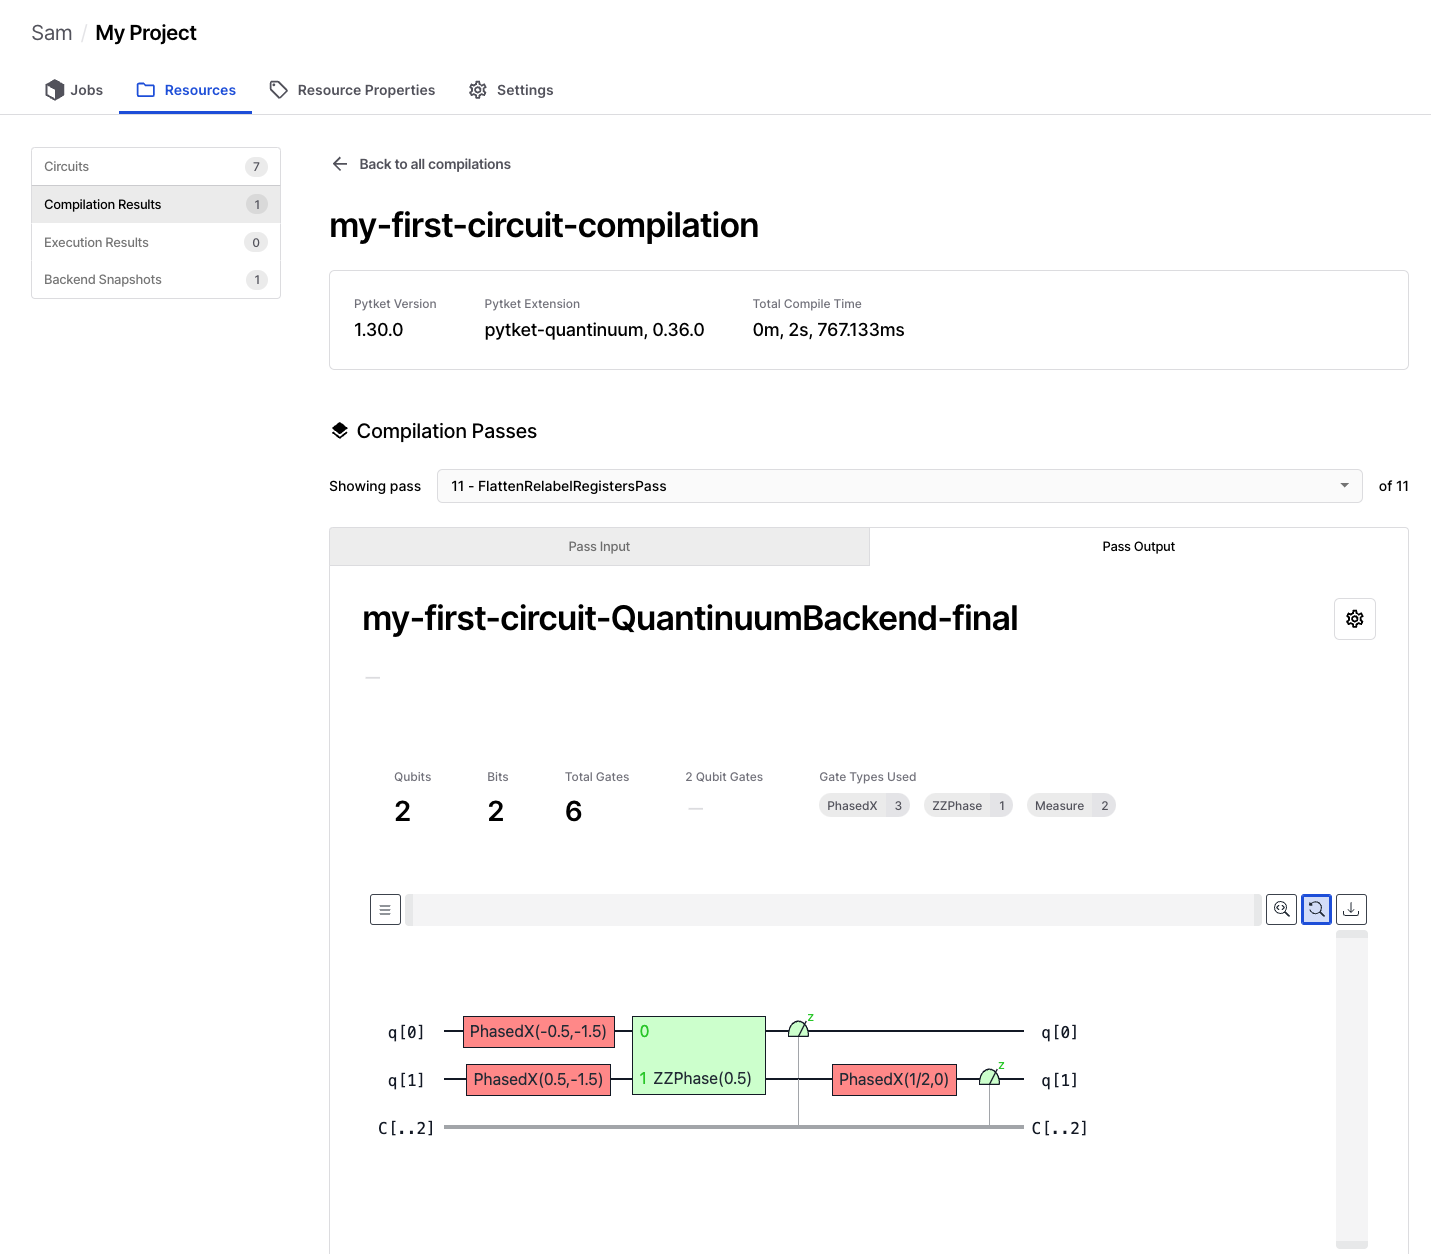 Sam / My Project
Jobs Resources Resource Properties Settings
Circuits 7
Compilation Results 1
Execution Results 0
Backend Snapshots 1
Back to all compilations
my-first-circuit-compilation
Pytket Version Pytket Extension Total Compile Time
1.30.0 pytket-quantinuum, 0.36.0 0m, 2s, 767.133ms
Compilation Passes
Showing pass 11 - FlattenRelabelRegistersPass of 11
Pass Input Pass Output
my-first-circuit-QuantinuumBackend-final
—
Qubits Bits Total Gates 2 Qubit Gates Gate Types Used
2 2 6 — PhasedX 3 ZZPhase 1 Measure 2
z
q[0] PhasedX(-0.5,-1.5) 0 q[0]
z
q[1] PhasedX(0.5,-1.5) 1 ZZPhase(0.5) PhasedX(1/2,0) q[1]
C[..2] C[..2]